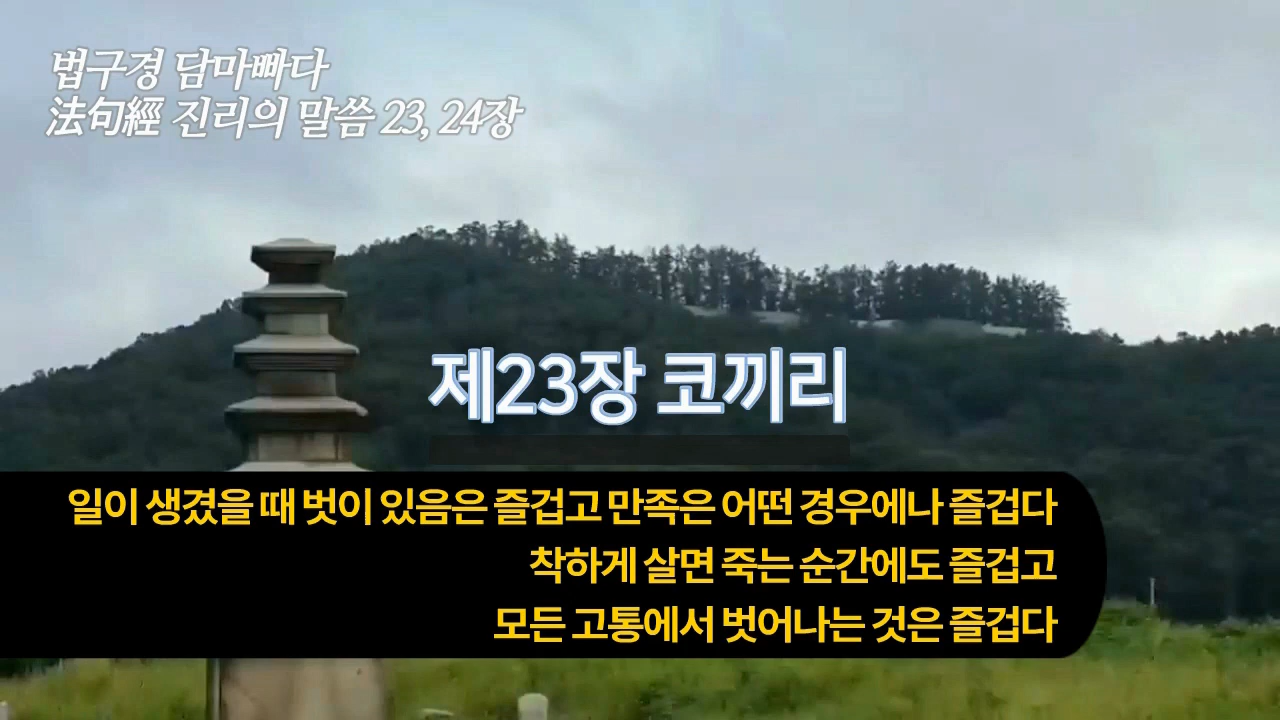 법구경 담마빠다
法句經 진리의 말씀 23, 24장
제23장 코끼리
일이 생겼을 때 벗이 있음은 즐겁고 만족은 어떤 경우에나 즐겁다
착하게 살면 죽는 순간에도 즐겁고
모든 고통에서 벗어나는 것은 즐겁다